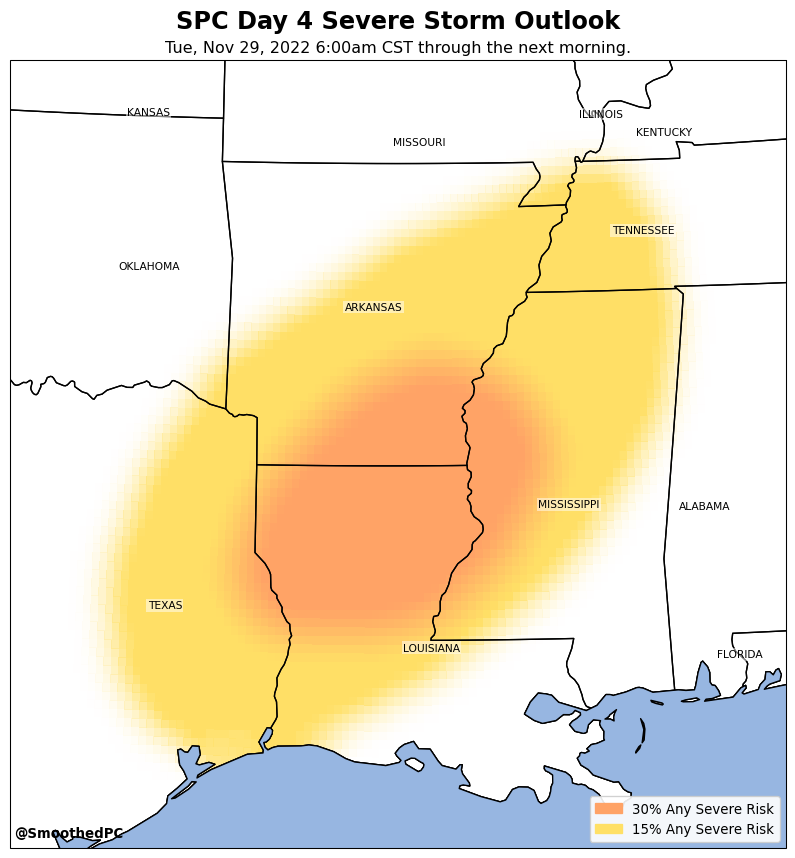 SPC Day 4 Severe Storm Outlook
Tue, Nov 29, 2022 6:00am CST through the next morning.
KANSAS
ILLINOIS
KENTUCKY
MISSOURI
TENNESSEE
OKLAHOMA
ARKANSAS
MISSISSIPPI
ALABAMA
TEXAS
LOUISIANA
FLORIDA
30% Any Severe Risk
15% Any Severe Risk
@SmoothedPC